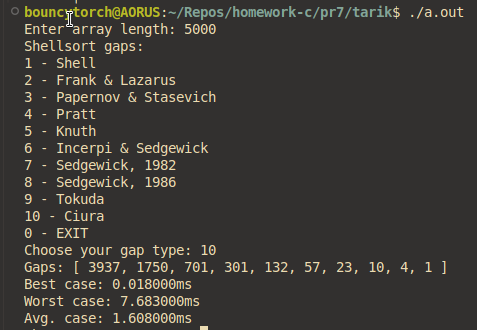 bouncytorch@AORUS:~/Repos/homework-c/pr7/tarik$ ./a.out
Enter array length: 5000
Shellsort gaps:
1 - Shell
2 - Frank & Lazarus
3 - Papernov & Stasevich
4 - Pratt
5 - Knuth
6 - Incerpi & Sedgewick
7 - Sedgewick, 1982
8 - Sedgewick, 1986
9 - Tokuda
10 - Ciura
0 - EXIT
Choose your gap type: 10
Gaps: [ 3937, 1750, 701, 301, 132, 57, 23, 10, 4, 1 ]
Best case: 0.018000ms
Worst case: 7.683000ms
Avg. case: 1.608000ms